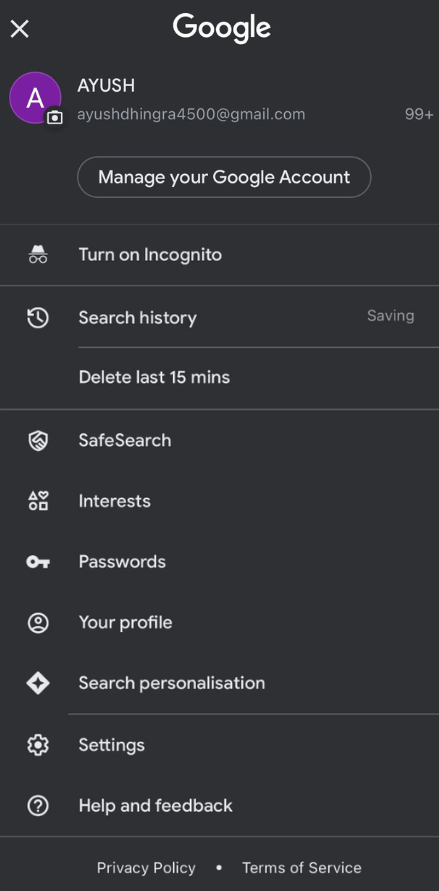 Google
AYUSH
A
ayushdhingra4500@gmail.com 99+
Manage your Google Account
Turn on Incognito
Search history Saving
Delete last 15 mins
SafeSearch
Interests
Passwords
Your profile
Search personalisation
Settings
Help and feedback
Privacy Policy • Terms of Service